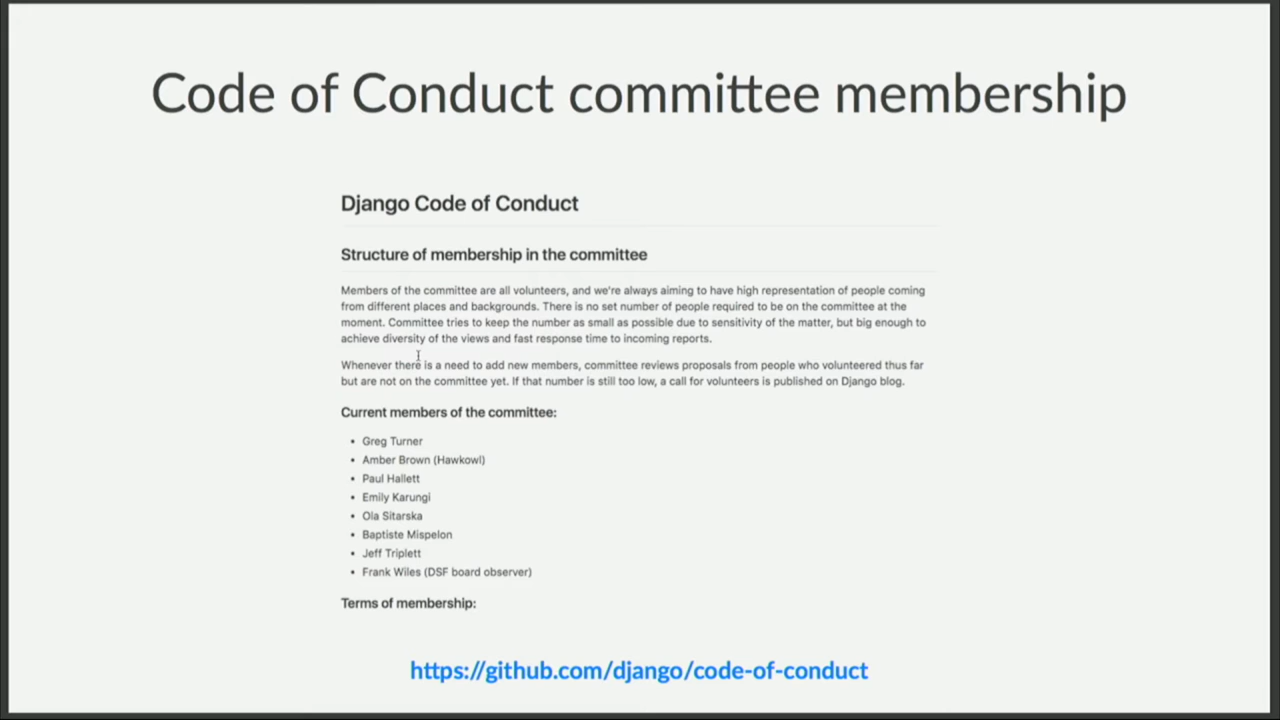 Code of Conduct committee membership
Django Code of Conduct
Structure of membership in the committee
Members of the committee are all volunteers, and we're always aiming to have high representation of people coming
from different places and backgrounds. There is no set number of people required to be on the committee at the
moment. Committee tries to keep the number as small as possible due to sensitivity of the matter, but big enough to
achieve diversity of the views and fast response time to incoming reports.
Whenever there is a need to add new members, committee reviews proposals from people who volunteered thus far
but are not on the committee yet. If that number is still too low, a call for volunteers is published on Django blog.
Current members of the committee:
• Greg Turner
• Amber Brown (Hawkowl)
• Paul Hallett
• Emily Karungi
• Ola Sitarska
• Baptiste Mispelon
• Jeff Triplett
• Frank Wiles (DSF board observer)
Terms of membership:
https://github.com/django/code-of-conduct